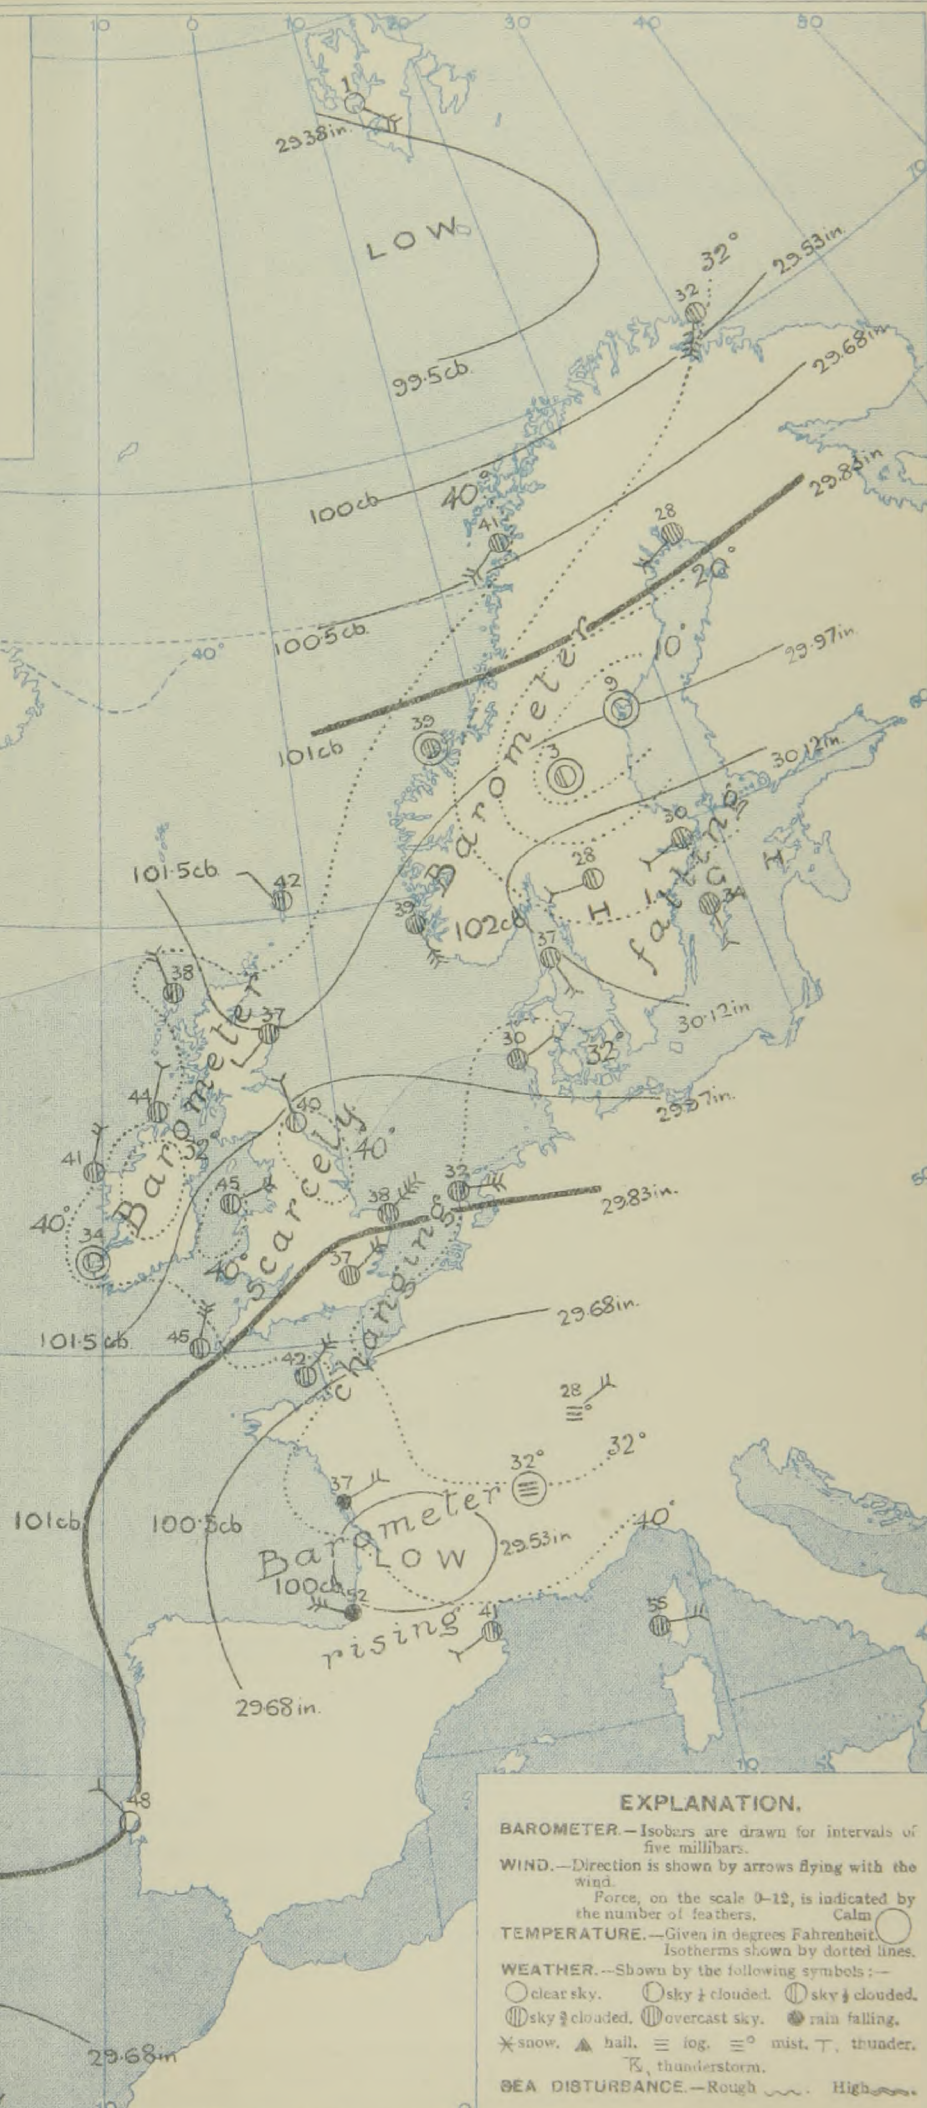 10 0 10 20 30 40 50
1
29.38in.
70
LOW
32°
29.53in.
32
29.68in
99.5cb.
29.83in
100cb
40°
41
28
20°
100.5cb.
40°
0°
29.97in.
9
101cb
39
3
30.12in.
Barometer
30
28
101.5cb
42
H
H
34
39
102cb
falling
37
38
30.12in.
37
30
32°
Barometer
29.97in.
44
40
40°
41
32°
45
38
32
29.83in.
40°
34
scarcely
40°
37
101.5cb.
45
changing
29.68in.
42
28
32°
32°
37
101cb
100.5cb
Barometer
40°
LOW
29.53in
100cb
52
rising
41
55
29.68in.
10 5
48
EXPLANATION.
BAROMETER.—Isobars are drawn for intervals of
five millibars.
WIND.—Direction is shown by arrows flying with the
wind.
Force, on the scale 0–12, is indicated by
the number of feathers. Calm
TEMPERATURE.—Given in degrees Fahrenheit.
Isotherms shown by dotted lines.
WEATHER.—Shown by the following symbols:—
clear sky. sky ¼ clouded. sky ½ clouded.
sky ¾ clouded. overcast sky. rain falling.
snow. hail. fog. mist. thunder.
thunderstorm.
SEA DISTURBANCE.—Rough High
29.68in
10 0